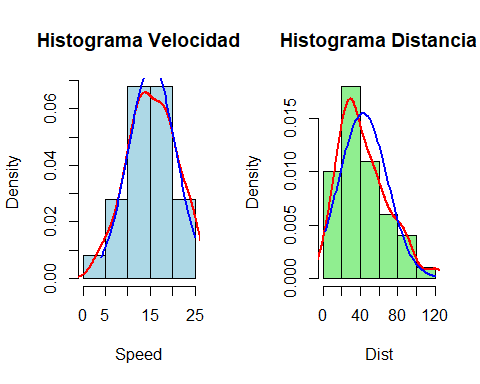 Histograma Velocidad
Density
0.00
0.02
0.04
0.06
0
5
15
25
Speed
Histograma Distancia
Density
0.000
0.005
0.010
0.015
0
40
80
120
Dist